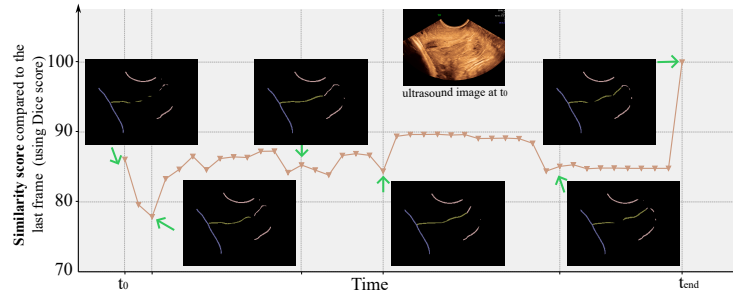 Similarity score compared to the
last frame (using Dice score)
100
90
80
70
ultrasound image at t0
t0
Time
tend